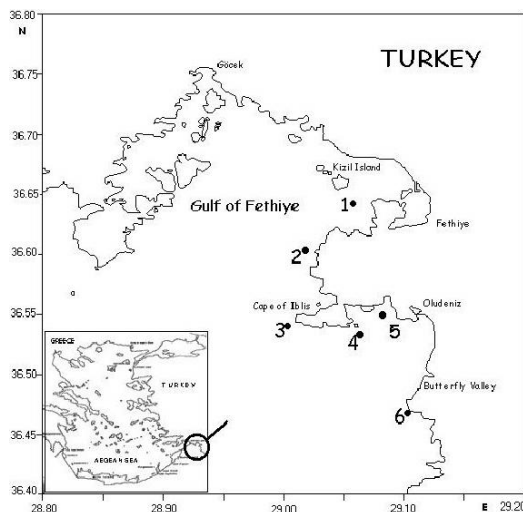 36.80
N
TURKEY
Göcek
36.75
36.70
Kizil Island
36.65
1
Gulf of Fethiye
Fethiye
36.60
2
Cape of Iblis
Oludeniz
36.55
3
4
5
GREECE
TURKEY
36.50
Butterfly Valley
6
36.45
AEGEAN SEA
36.40
28.80
28.90
29.00
29.10
E
29.20